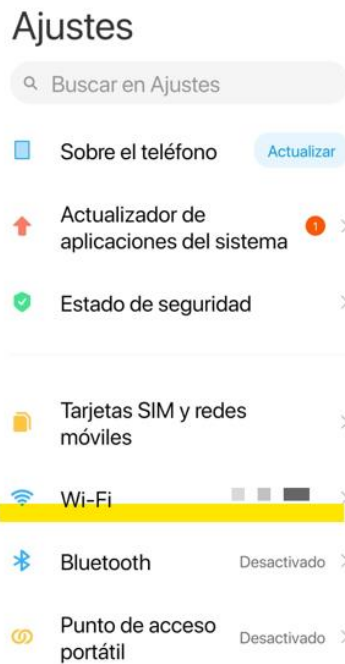 Ajustes
Buscar en Ajustes
Sobre el teléfono
Actualizar
Actualizador de
aplicaciones del sistema
1
Estado de seguridad
Tarjetas SIM y redes
móviles
Wi-Fi
Bluetooth
Desactivado
Punto de acceso
portátil
Desactivado